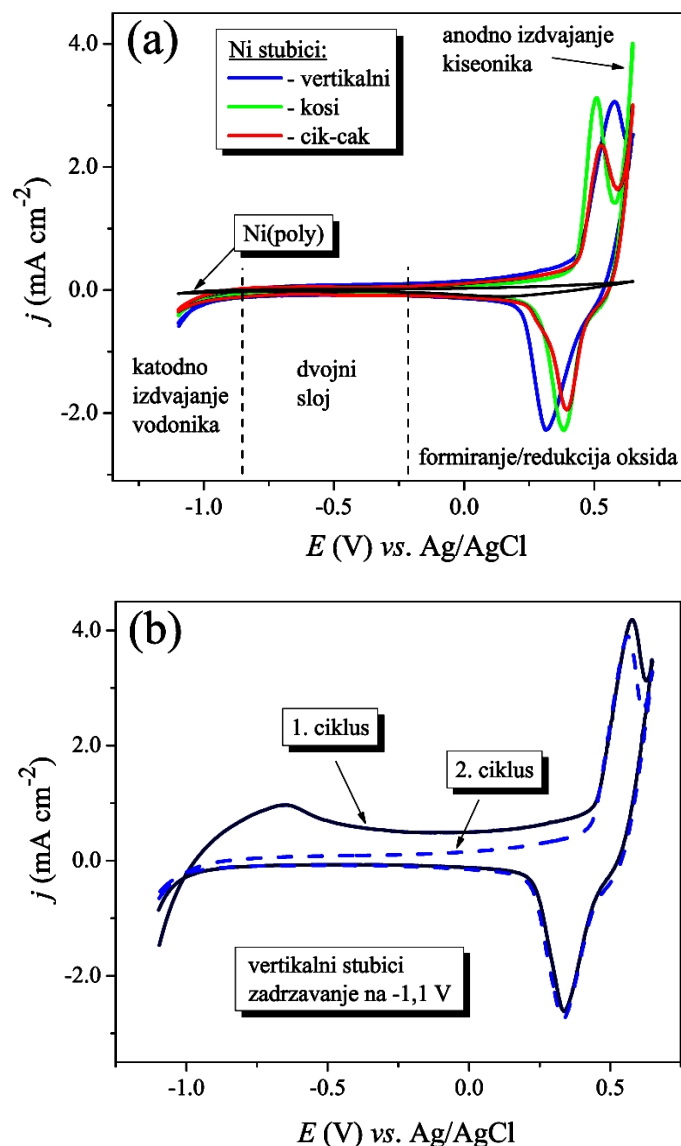 (a)
Ni stubici:
- vertikalni
- kosi
- cik-cak
anodno izdvajanje
kiseonika
4.0
2.0
0.0
-2.0
j (mA cm-2)
Ni(poly)
katodno
izdvajanje
vodonika
dvojni
sloj
formiranje/redukcija oksida
-1.0
-0.5
0.0
0.5
E (V) vs. Ag/AgCl
(b)
4.0
2.0
0.0
-2.0
j (mA cm-2)
1. ciklus
2. ciklus
vertikalni stubici
zadrzavanje na -1,1 V
-1.0
-0.5
0.0
0.5
E (V) vs. Ag/AgCl